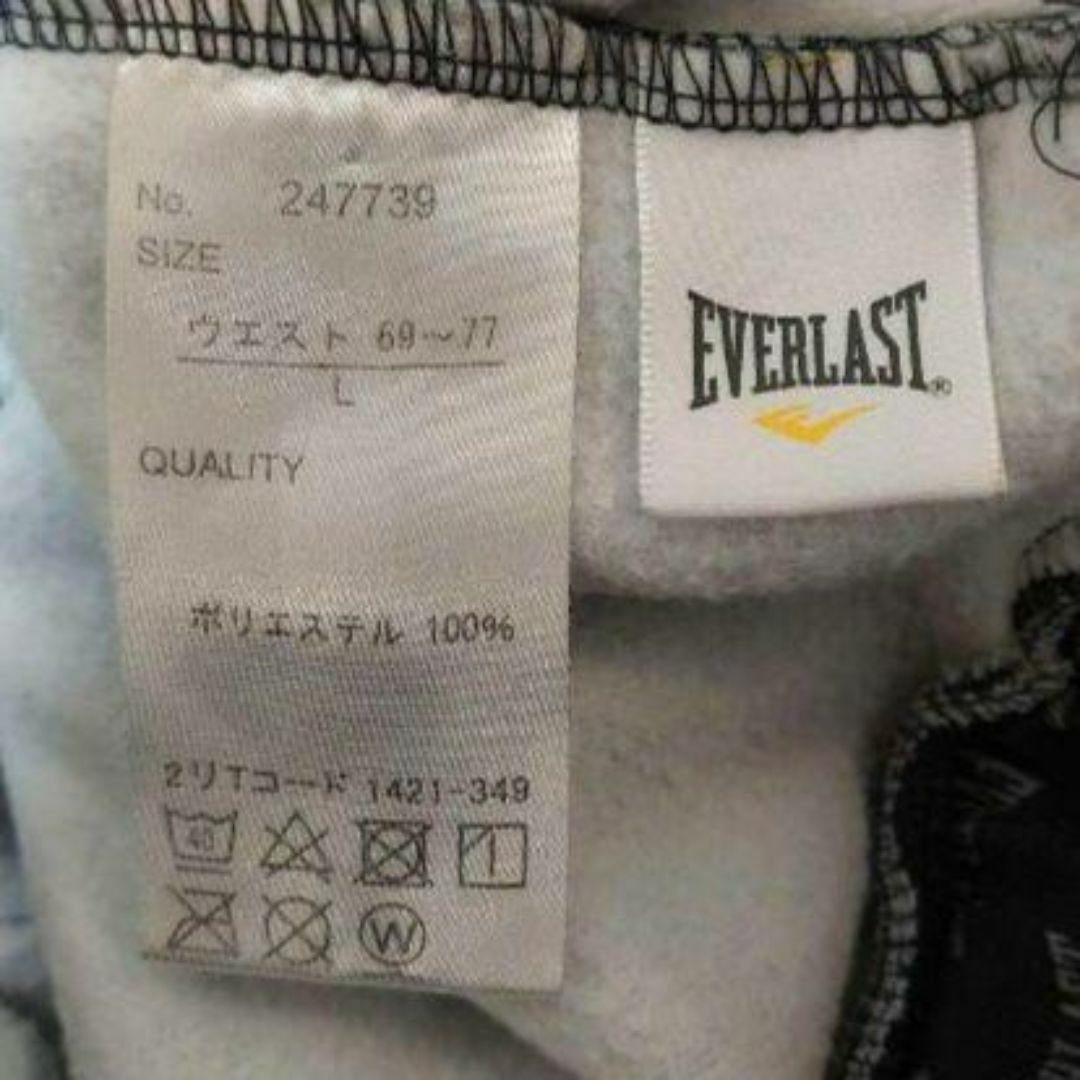 No. 247739
SIZE
ウエスト 69〜77
L
QUALITY
ポリエステル 100%
2リTコード 1421-349
40
W
EVERLAST®